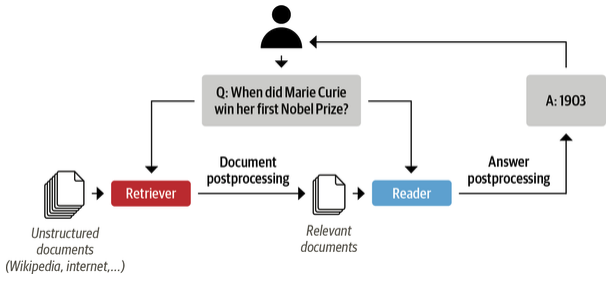 Q: When did Marie Curie
win her first Nobel Prize?
A: 1903
Document
postprocessing
Answer
postprocessing
Retriever
Reader
Unstructured
documents
(Wikipedia, internet,...)
Relevant
documents